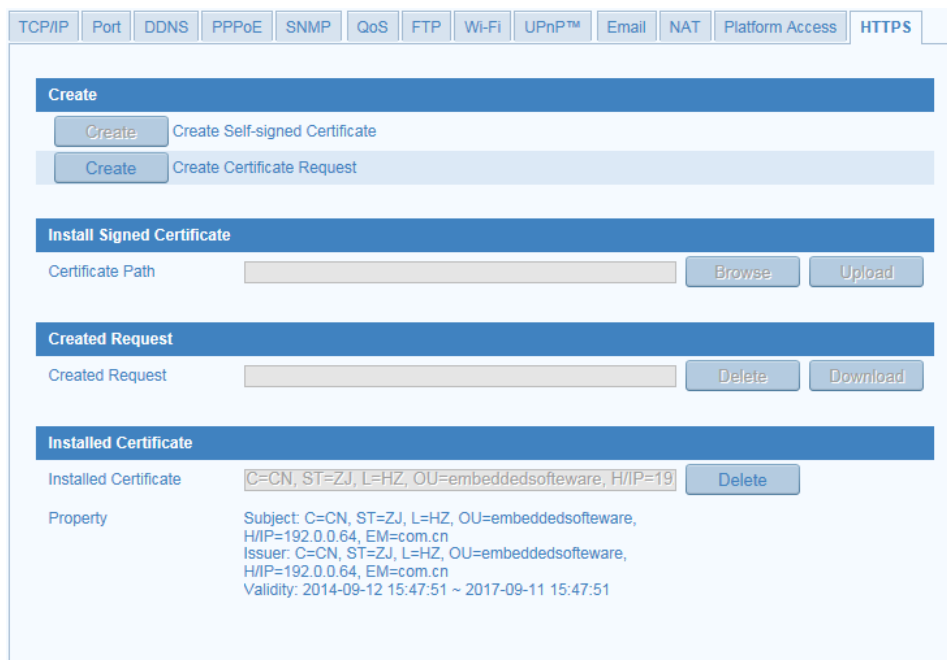 TCP/IP Port DDNS PPPoE SNMP QoS FTP Wi-Fi UPnP™ Email NAT Platform Access HTTPS
Create
Create Create Self-signed Certificate
Create Create Certificate Request
Install Signed Certificate
Certificate Path Browse Upload
Created Request
Created Request Delete Download
Installed Certificate
Installed Certificate C=CN, ST=ZJ, L=HZ, OU=embeddedsofteware, H/IP=19 Delete
Property Subject: C=CN, ST=ZJ, L=HZ, OU=embeddedsofteware,
H/IP=192.0.0.64, EM=com.cn
Issuer: C=CN, ST=ZJ, L=HZ, OU=embeddedsofteware,
H/IP=192.0.0.64, EM=com.cn
Validity: 2014-09-12 15:47:51 ~ 2017-09-11 15:47:51